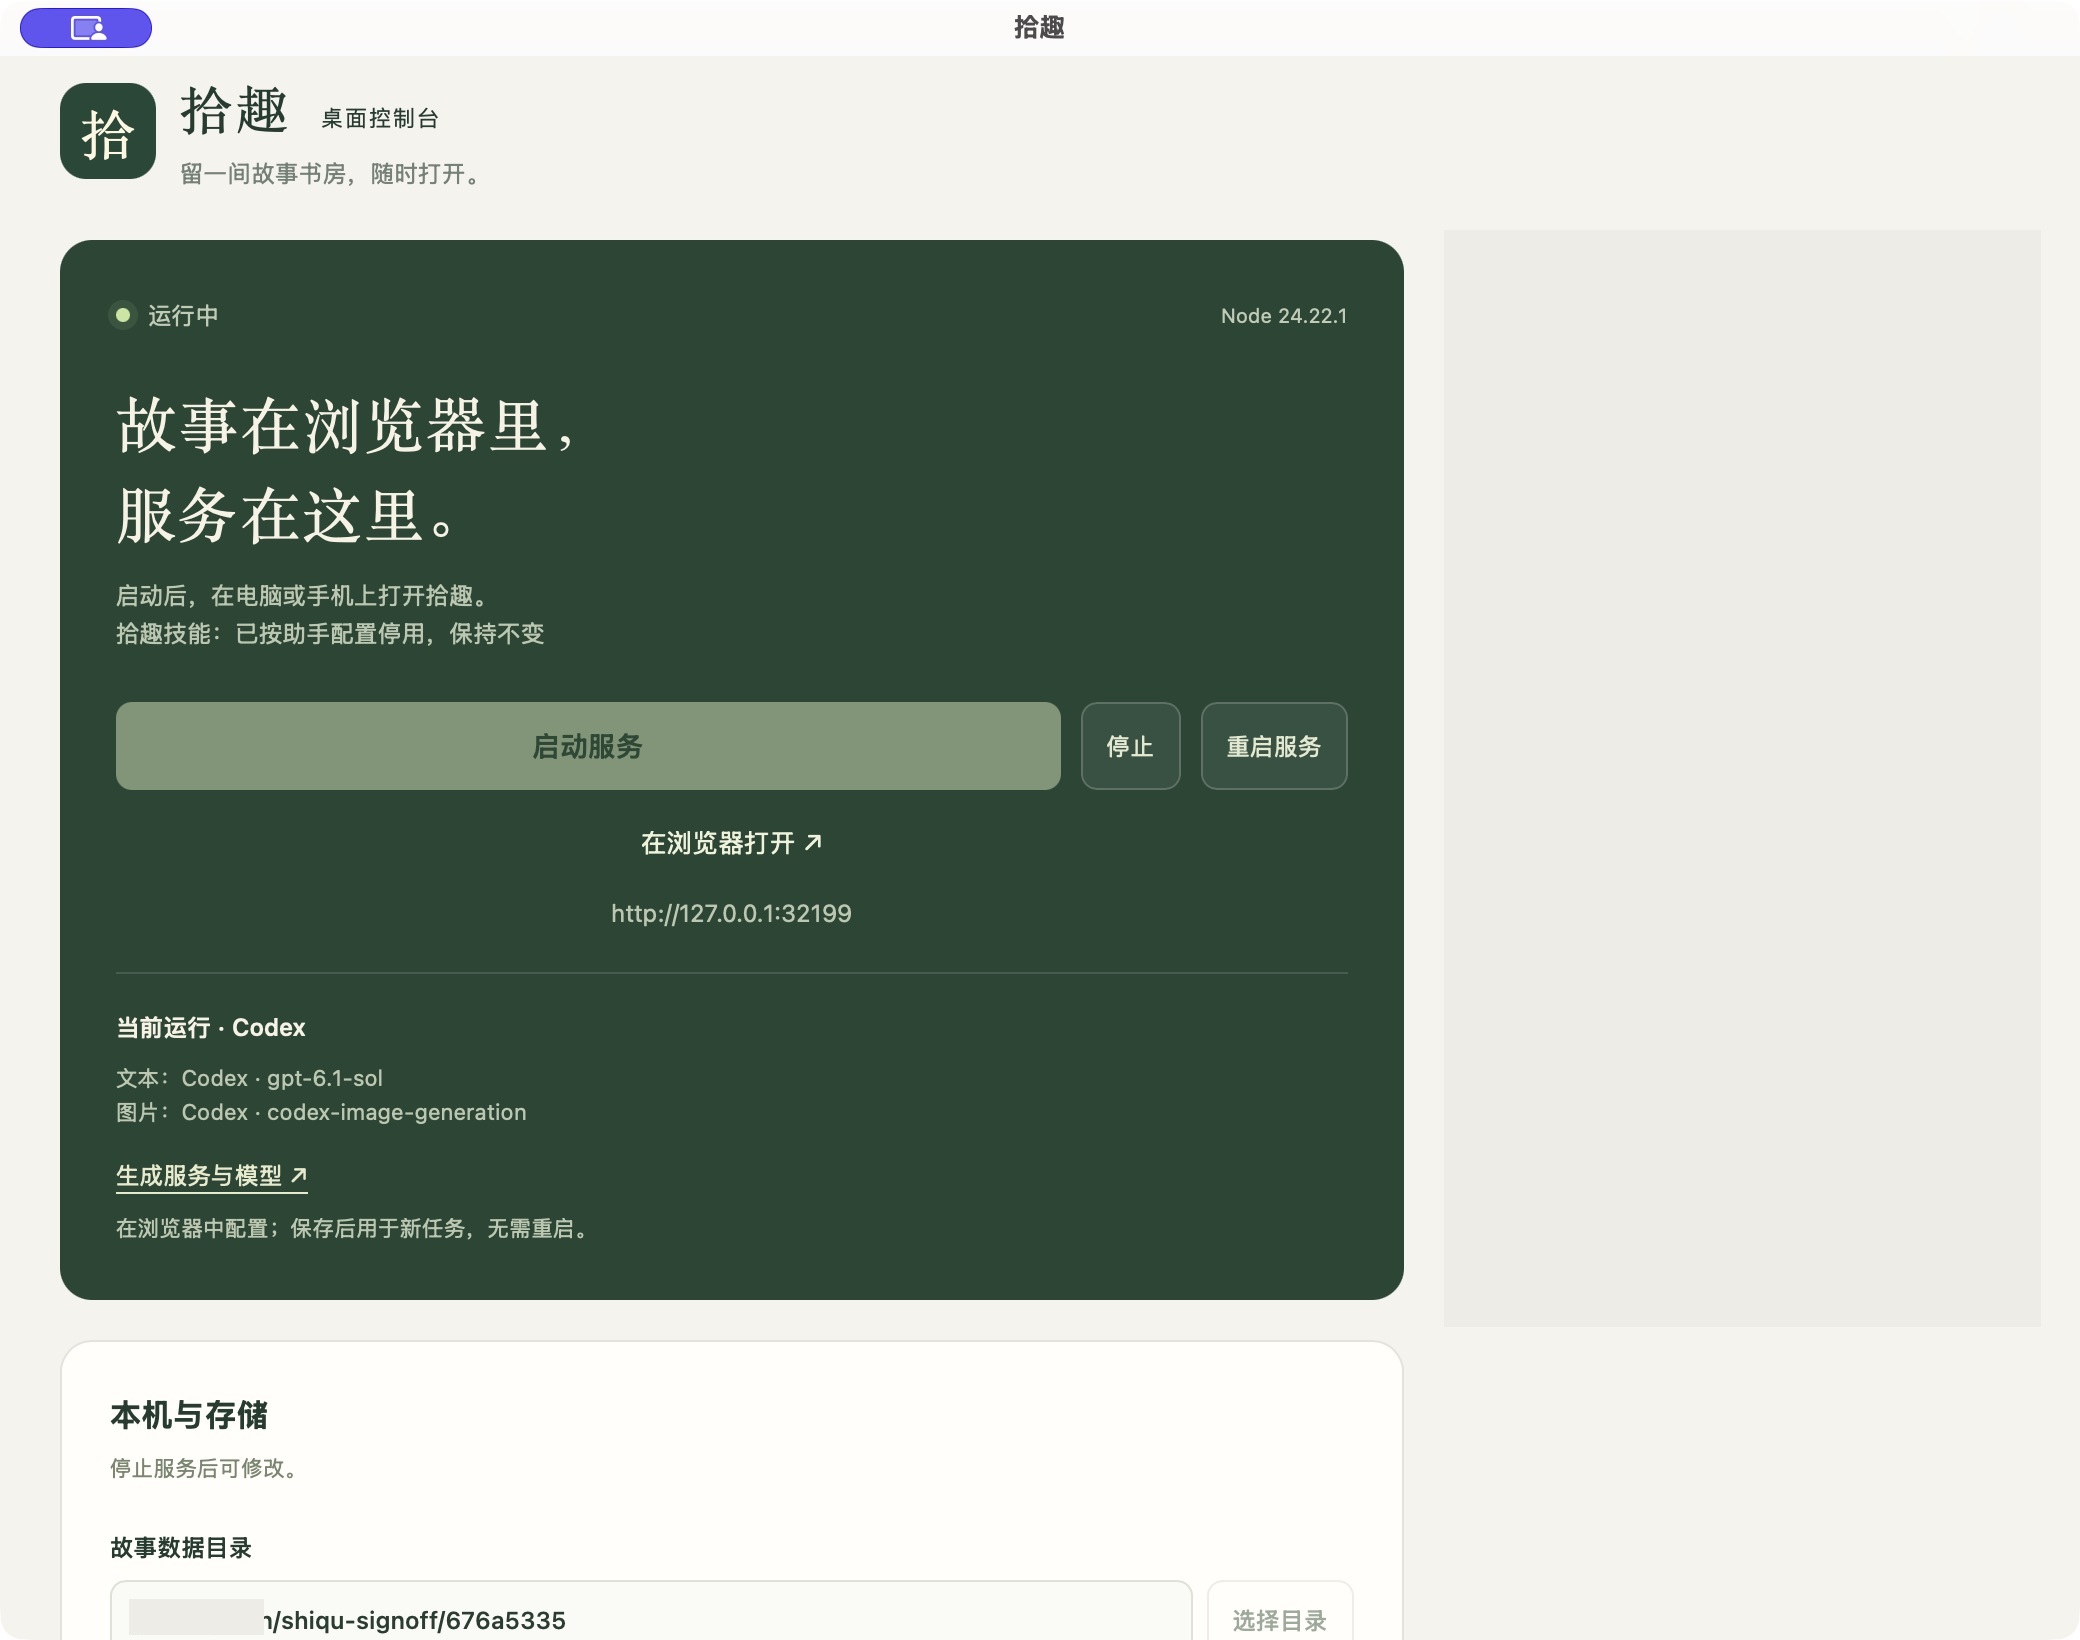 拾趣
拾
拾趣 桌面控制台
留一间故事书房，随时打开。
运行中
Node 24.22.1
故事在浏览器里，
服务在这里。
启动后，在电脑或手机上打开拾趣。
拾趣技能：已按助手配置停用，保持不变
启动服务
停止
重启服务
在浏览器打开 ↗
http://127.0.0.1:32199
当前运行 · Codex
文本：Codex · gpt-6.1-sol
图片：Codex · codex-image-generation
生成服务与模型 ↗
在浏览器中配置；保存后用于新任务，无需重启。
本机与存储
停止服务后可修改。
故事数据目录
/shiqu-signoff/676a5335
选择目录